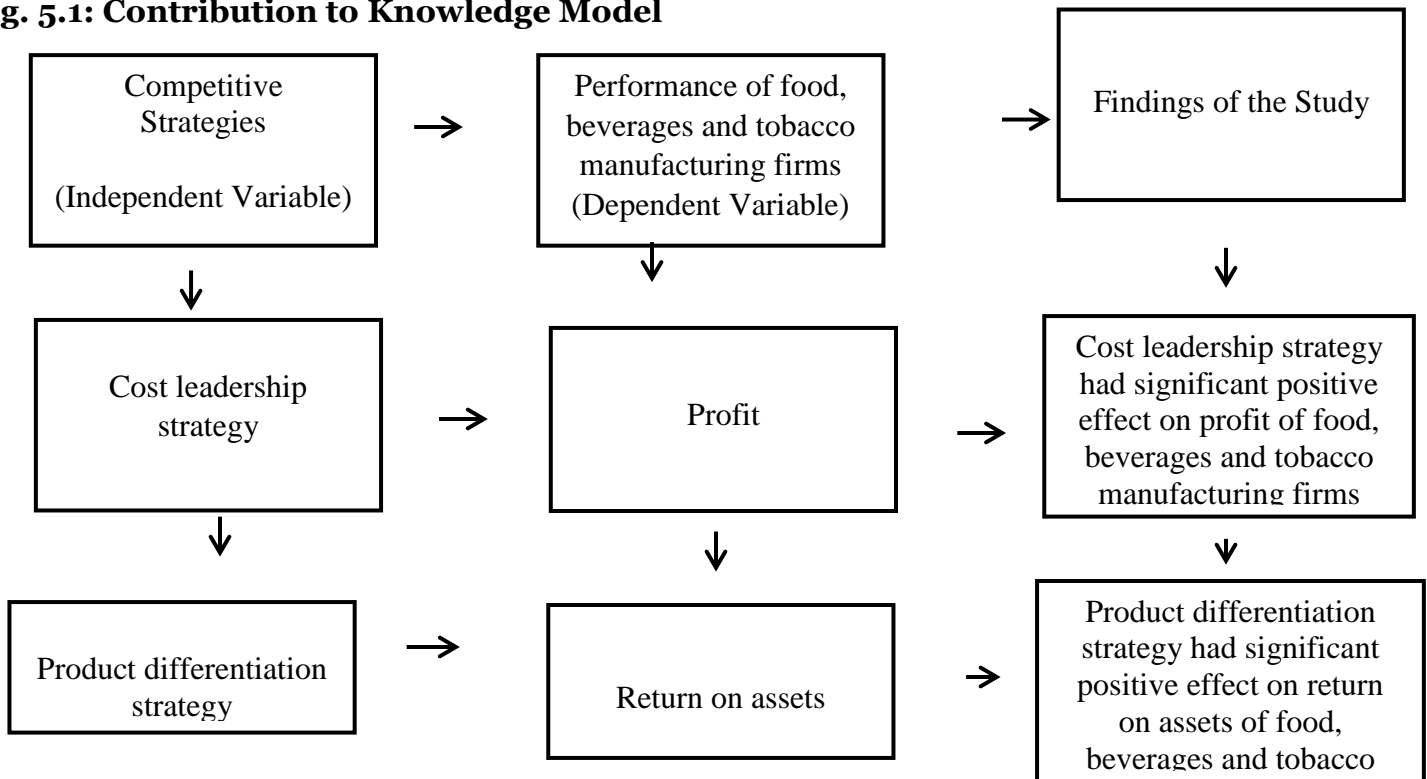 g. 5.1: Contribution to Knowledge Model
Competitive
Strategies
(Independent Variable)
Performance of food,
beverages and tobacco
manufacturing firms
(Dependent Variable)
Findings of the Study
Cost leadership
strategy
Profit
Cost leadership strategy
had significant positive
effect on profit of food,
beverages and tobacco
manufacturing firms
Product differentiation
strategy
Return on assets
Product differentiation
strategy had significant
positive effect on return
on assets of food,
beverages and tobacco